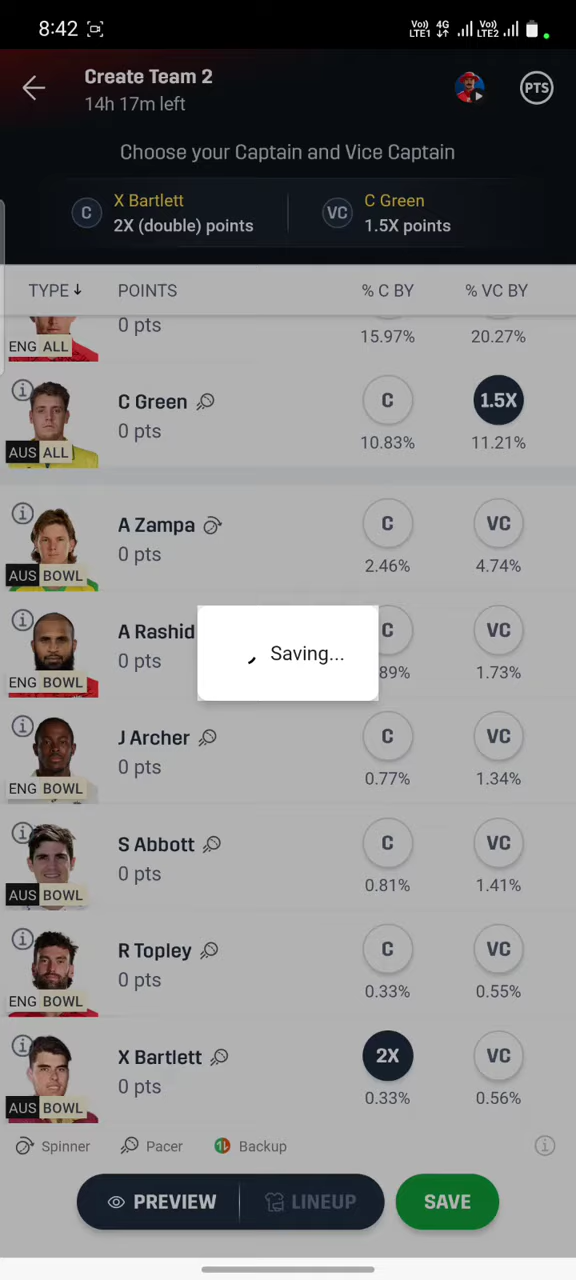 8:42
Vo)) 4G Vo))
LTE1 LTE2
Create Team 2
14h 17m left
PTS
Choose your Captain and Vice Captain
C X Bartlett
2X (double) points
VC C Green
1.5X points
TYPE POINTS % C BY % VC BY
0 pts
ENG ALL 15.97% 20.27%
C Green C 1.5X
0 pts
AUS ALL 10.83% 11.21%
A Zampa C VC
0 pts
AUS BOWL 2.46% 4.74%
A Rashid C VC
Saving...
0 pts
ENG BOWL 89% 1.73%
J Archer C VC
0 pts
ENG BOWL 0.77% 1.34%
S Abbott C VC
0 pts
AUS BOWL 0.81% 1.41%
R Topley C VC
0 pts
ENG BOWL 0.33% 0.55%
X Bartlett 2X VC
0 pts
AUS BOWL 0.33% 0.56%
Spinner Pacer Backup
PREVIEW LINEUP SAVE